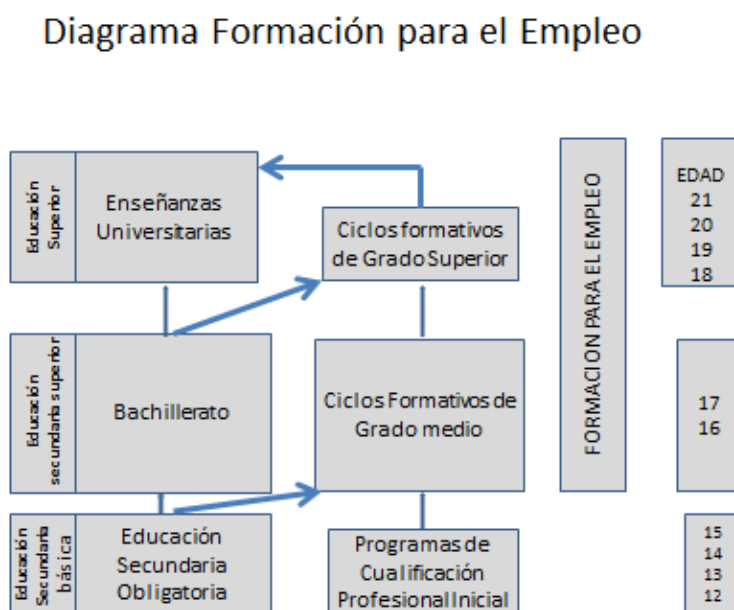 Diagrama Formación para el Empleo
Educación
Superior
Enseñanzas
Universitarias
Ciclos formativos
de Grado Superior
FORMACION PARA EL EMPLEO
EDAD
21
20
19
18
Educación
secundaria superior
Bachillerato
Ciclos Formativos de
Grado medio
17
16
Educación
Secundaria
básica
Educación
Secundaria
Obligatoria
Programas de
Cualificación
Profesional Inicial
15
14
13
12